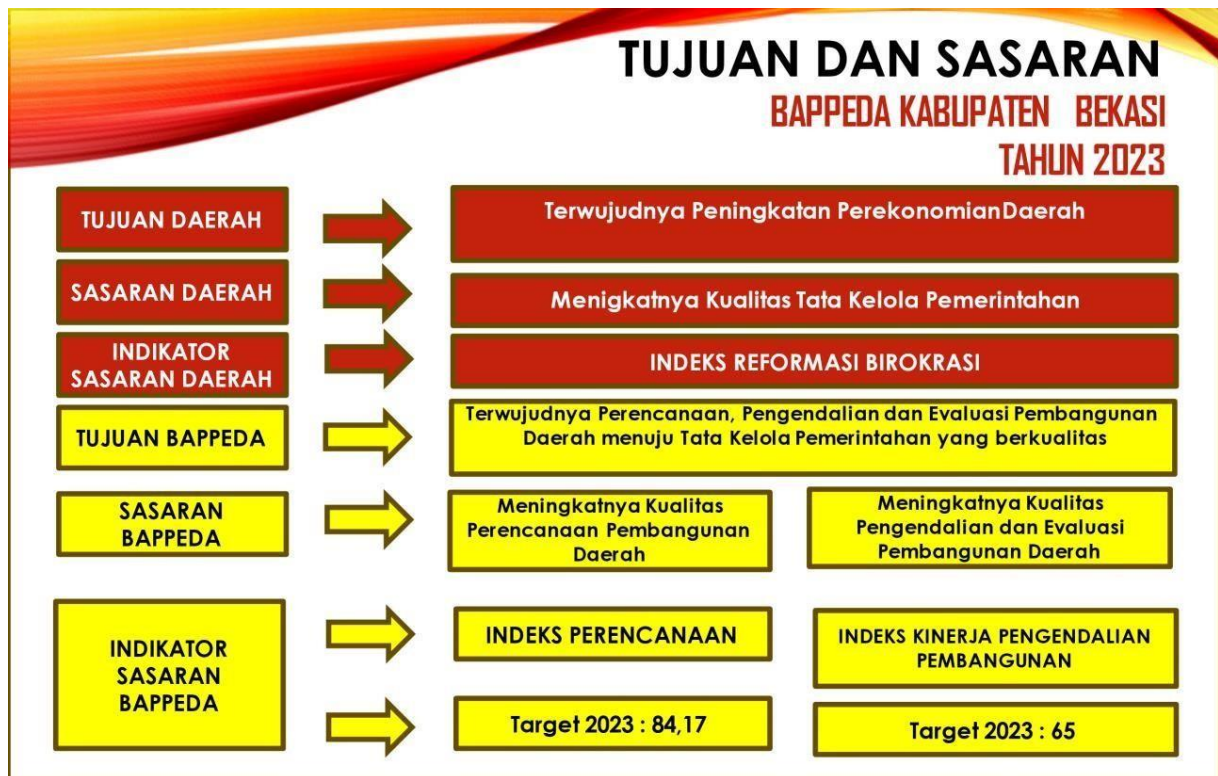 TUJUAN DAN SASARAN
BAPPEDA KABUPATEN BEKASI
TAHUN 2023
TUJUAN DAERAH
Terwujudnya Peningkatan PerekonomianDaerah
SASARAN DAERAH
Menigkatnya Kualitas Tata Kelola Pemerintahan
INDIKATOR
SASARAN DAERAH
INDEKS REFORMASI BIROKRASI
TUJUAN BAPPEDA
Terwujudnya Perencanaan, Pengendalian dan Evaluasi Pembangunan
Daerah menuju Tata Kelola Pemerintahan yang berkualitas
SASARAN
BAPPEDA
Meningkatnya Kualitas
Perencanaan Pembangunan
Daerah
Meningkatnya Kualitas
Pengendalian dan Evaluasi
Pembangunan Daerah
INDIKATOR
SASARAN
BAPPEDA
INDEKS PERENCANAAN
INDEKS KINERJA PENGENDALIAN
PEMBANGUNAN
Target 2023 : 84,17
Target 2023 : 65